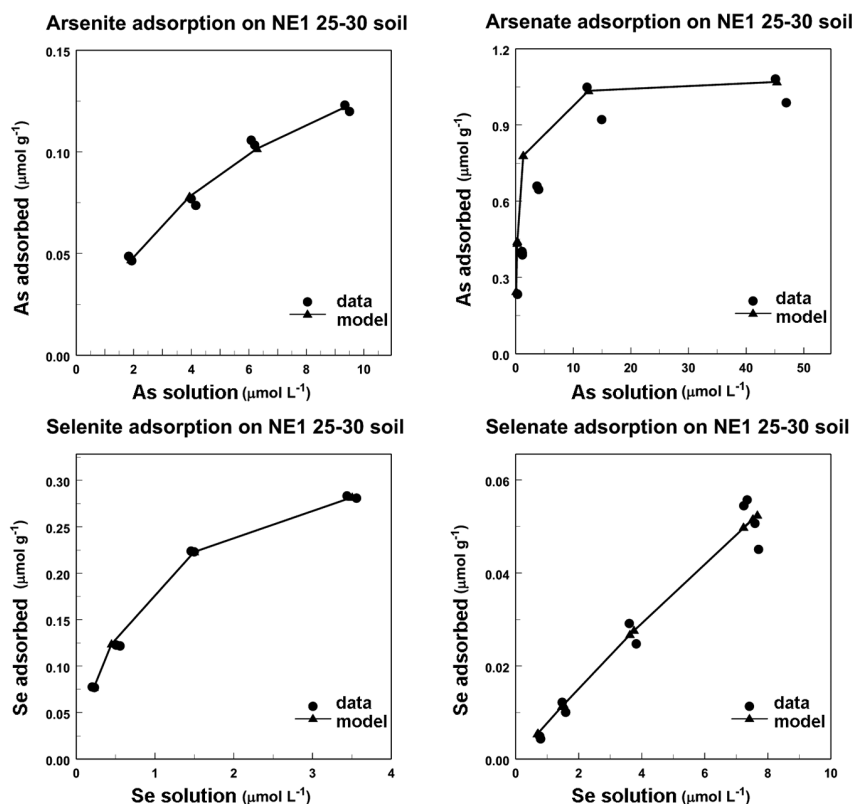 Arsenite adsorption on NE1 25-30 soil
As adsorbed (μmol g-1)
0.15
0.10
0.05
0.00
0 2 4 6 8 10
data
model
As solution (μmol L-1)
Arsenate adsorption on NE1 25-30 soil
As adsorbed (μmol g-1)
1.2
0.9
0.6
0.3
0.0
0 10 20 30 40 50
data
model
As solution (μmol L-1)
Selenite adsorption on NE1 25-30 soil
Se adsorbed (μmol g-1)
0.30
0.25
0.20
0.15
0.10
0.05
0.00
0 1 2 3 4
data
model
Se solution (μmol L-1)
Selenate adsorption on NE1 25-30 soil
Se adsorbed (μmol g-1)
0.06
0.04
0.02
0.00
0 2 4 6 8 10
data
model
Se solution (μmol L-1)